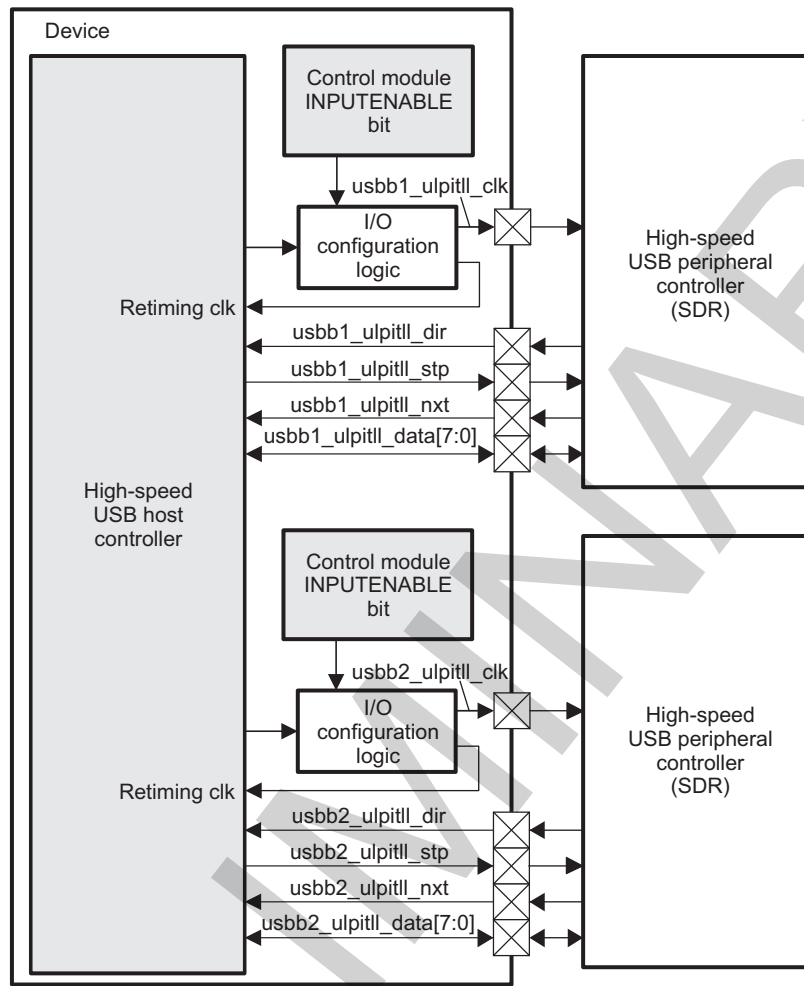 Device
Control module
INPUTENABLE
bit
usbb1_ulpitll_clk
I/O
configuration
logic
Retiming clk
usbb1_ulpitll_dir
usbb1_ulpitll_stp
usbb1_ulpitll_nxt
usbb1_ulpitll_data[7:0]
High-speed
USB peripheral
controller
(SDR)
High-speed
USB host
controller
Control module
INPUTENABLE
bit
usbb2_ulpitll_clk
I/O
configuration
logic
Retiming clk
usbb2_ulpitll_dir
usbb2_ulpitll_stp
usbb2_ulpitll_nxt
usbb2_ulpitll_data[7:0]
High-speed
USB peripheral
controller
(SDR)